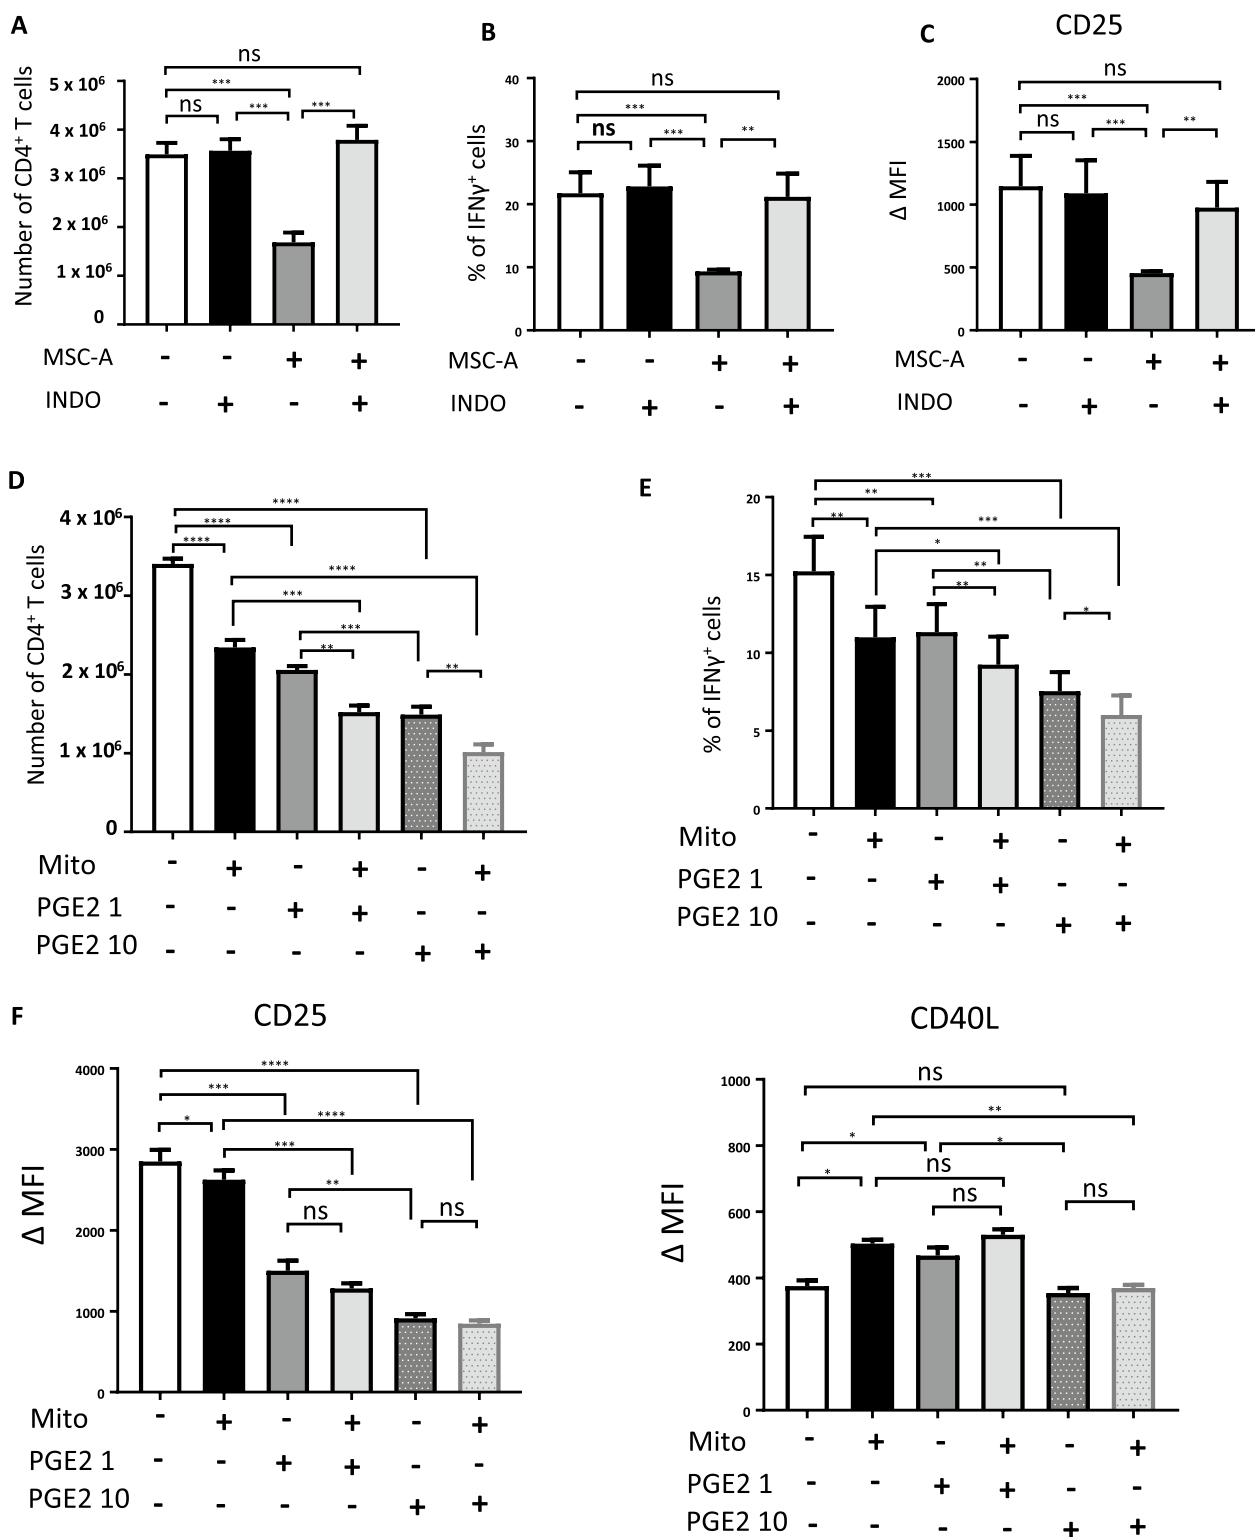 A
ns
***
ns *** ***
Number of CD4⁺ T cells
5 x 10⁶
4 x 10⁶
3 x 10⁶
2 x 10⁶
1 x 10⁶
0
MSC-A - - + +
INDO - + - +
B
ns
***
ns *** **
% of IFNγ⁺ cells
40
30
20
10
0
MSC-A - - + +
INDO - + - +
C
CD25
ns
***
ns *** **
Δ MFI
2000
1500
1000
500
0
MSC-A - - + +
INDO - + - +
D
****
****
****
****
***
***
**
**
Number of CD4⁺ T cells
4 x 10⁶
3 x 10⁶
2 x 10⁶
1 x 10⁶
0
Mito - + - + - +
PGE2 1 - - + + - -
PGE2 10 - - - - + +
E
***
**
**
***
*
**
**
*
% of IFNγ⁺ cells
20
15
10
5
0
Mito - + - + - +
PGE2 1 - - + + - -
PGE2 10 - - - - + +
F
CD25
****
***
*
****
***
**
ns
ns
Δ MFI
4000
3000
2000
1000
0
Mito - + - + - +
PGE2 1 - - + + - -
PGE2 10 - - - - + +
CD40L
ns
**
*
*
*
ns
ns
ns
Δ MFI
1000
800
600
400
200
0
Mito - + - + - +
PGE2 1 - - + + - -
PGE2 10 - - - - + +